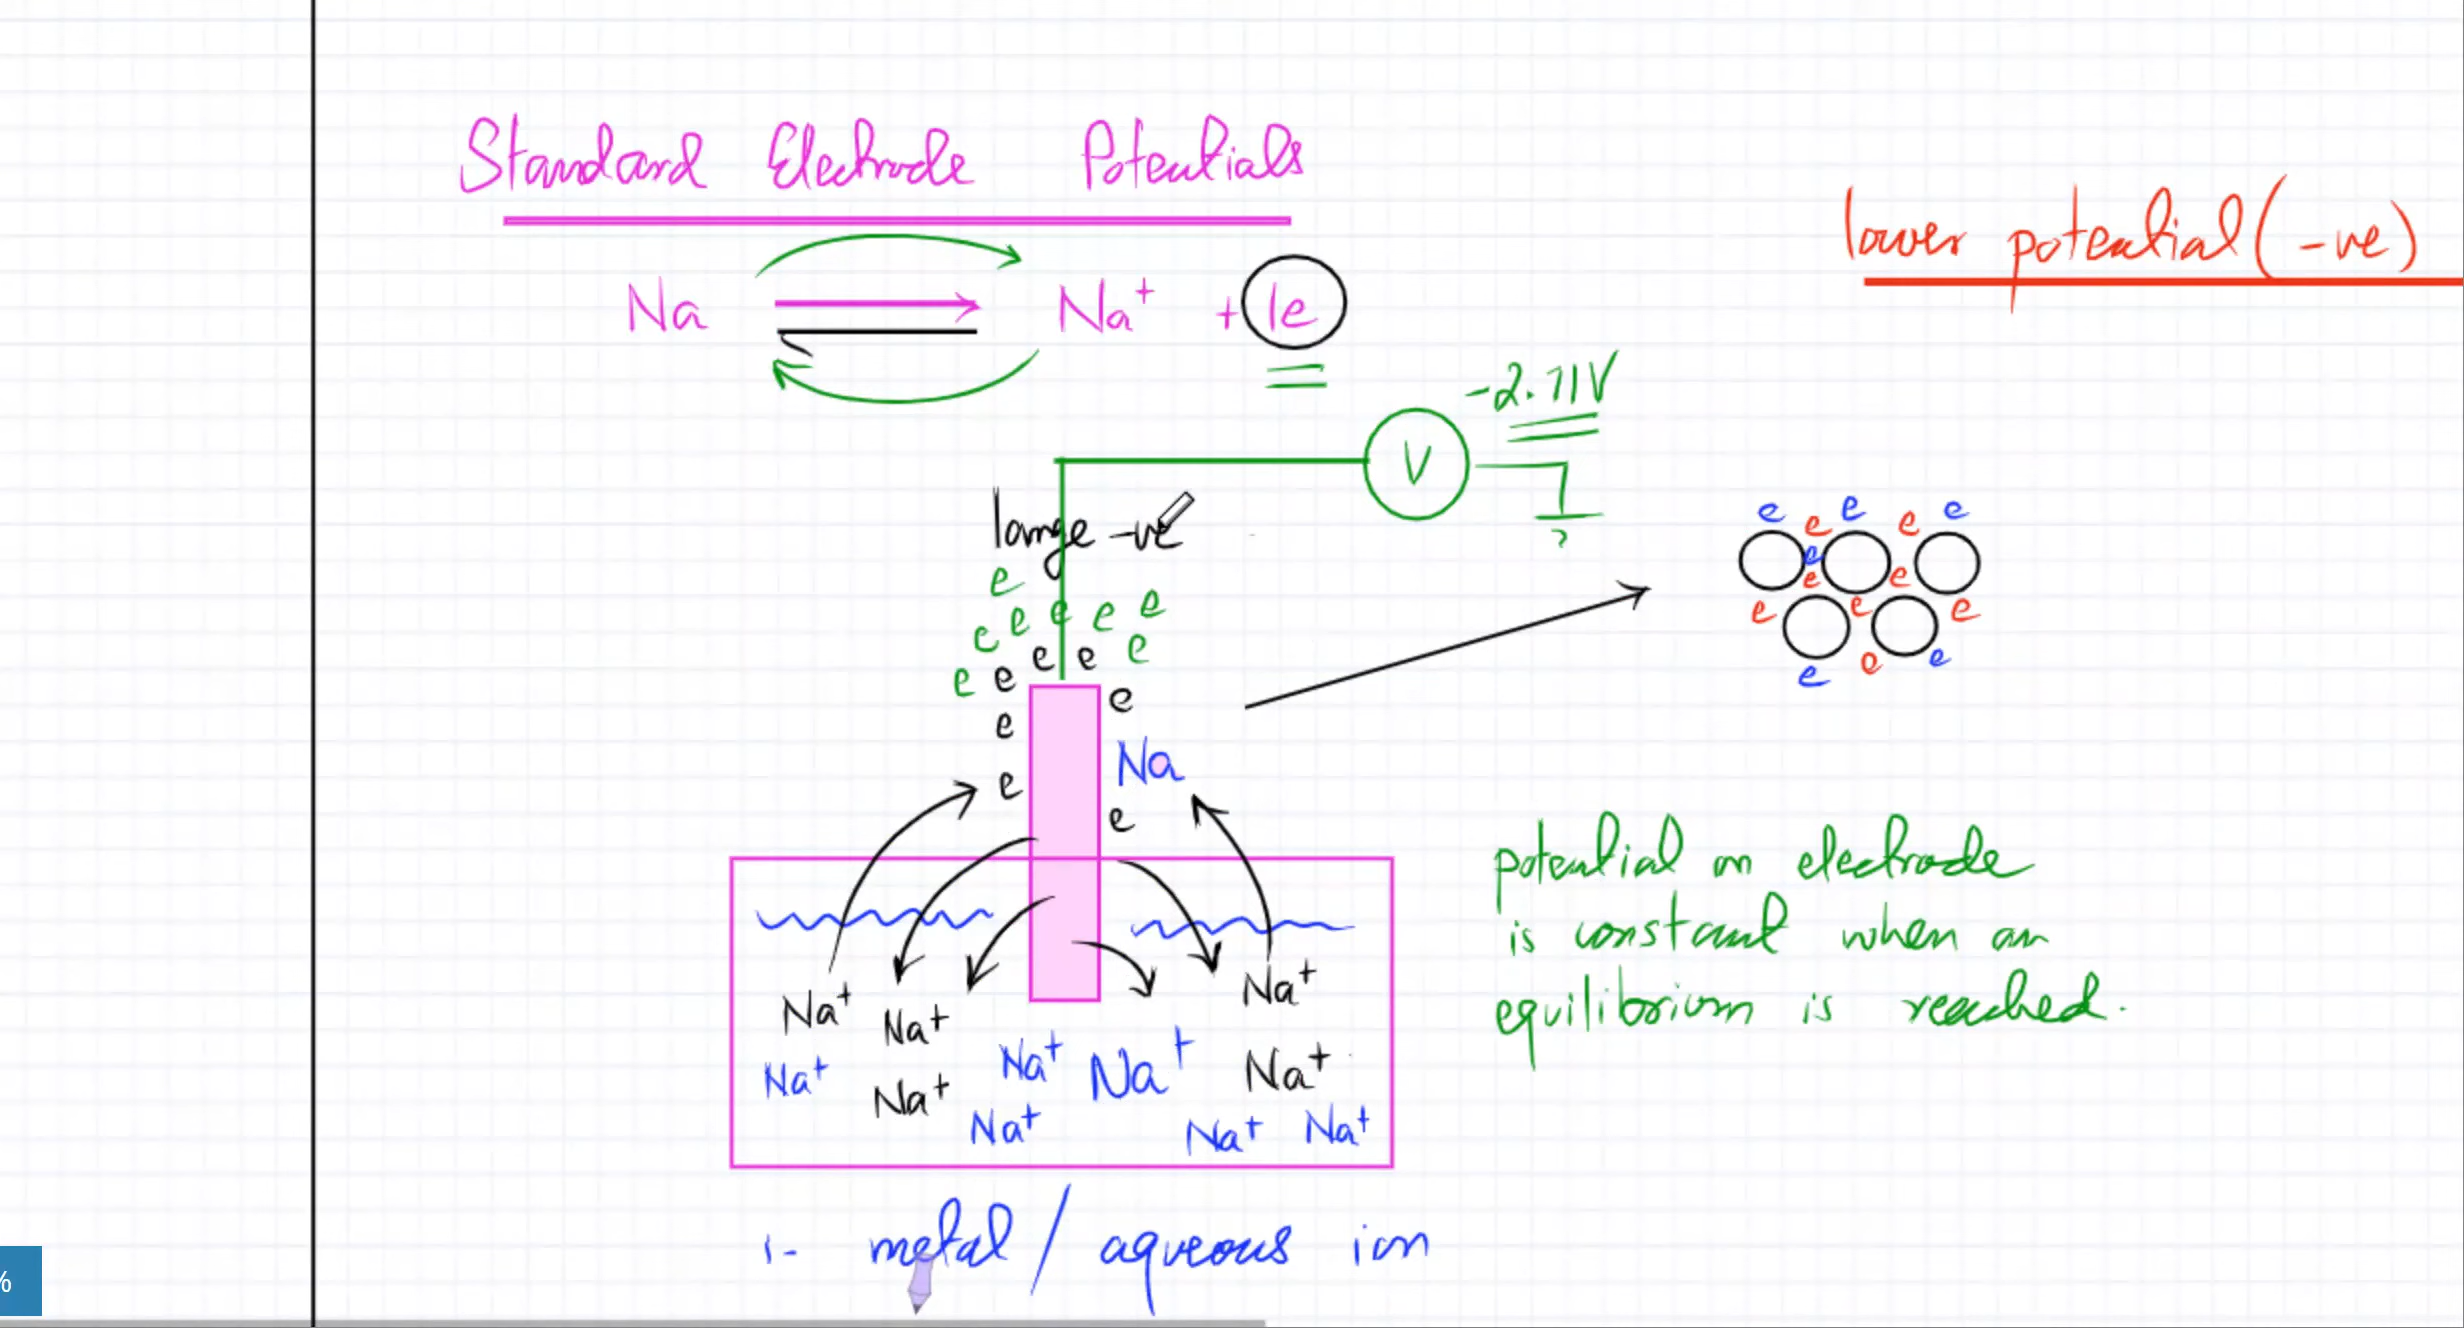 Standard Electrode Potentials
lower potential (-ve)
Na ⇌ Na⁺ + 1e
-2.71V
V
large -ve
e
e e e e e
e e e e
e e e
e e e e e
e e e e
e e e
e e e e e
e
Na
e e
Na⁺ Na⁺ Na⁺
Na⁺ Na⁺ Na⁺ Na⁺ Na⁺
Na⁺ Na⁺ Na⁺
potential on electrode
is constant when an
equilibrium is reached.
1- metal / aqueous ion
%